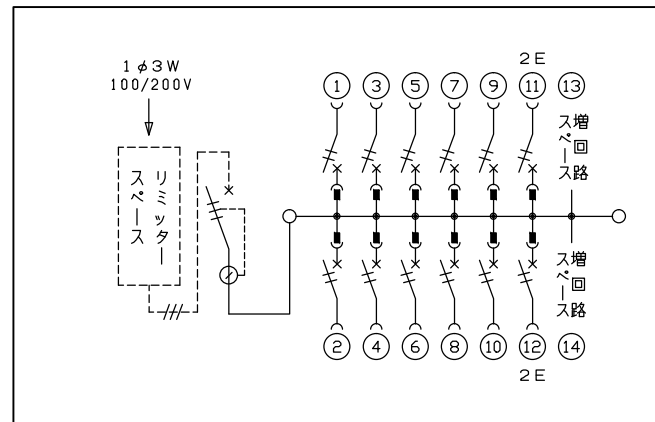 1φ3W
100/200V
リミッター
スペース
2E
① ③ ⑤ ⑦ ⑨ ⑪ ⑬
増回路
スペース
増回路
スペース
② ④ ⑥ ⑧ ⑩ ⑫ ⑭
2E